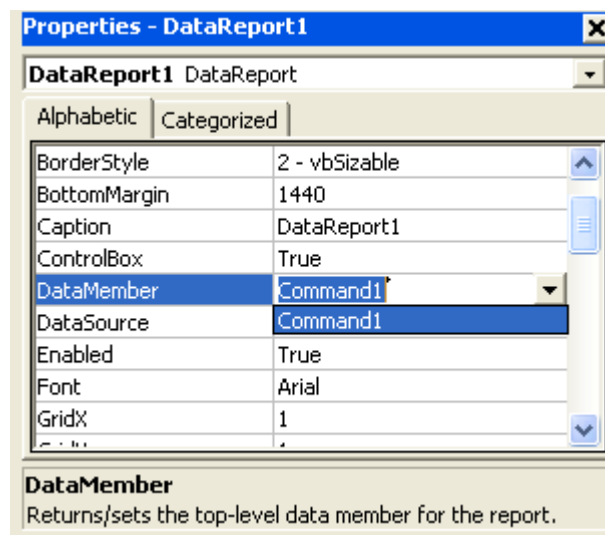 Properties - DataReport1
DataReport1 DataReport
Alphabetic Categorized
BorderStyle 2 - vbSizable
BottomMargin 1440
Caption DataReport1
ControlBox True
DataMember Command1
DataSource Command1
Enabled True
Font Arial
GridX 1
DataMember
Returns/sets the top-level data member for the report.